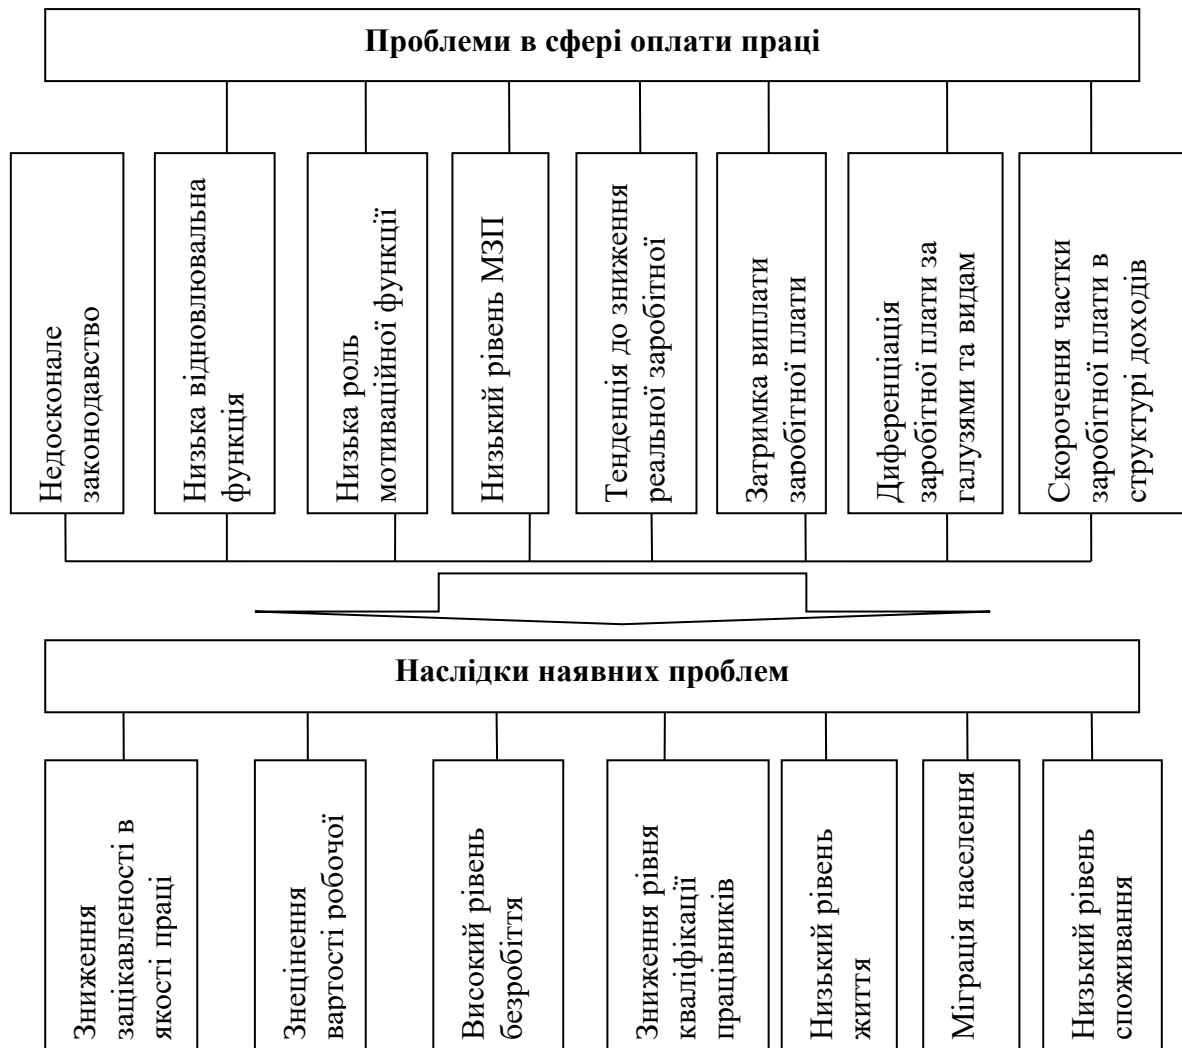 Проблеми в сфері оплати праці
Недосконале
законодавство
Низька відновлювальна
функція
Низька роль
мотиваційної функції
Низький рівень МЗП
Тенденція до зниження
реальної заробітної
Затримка виплати
заробітної плати
Диференціація
заробітної плати за
галузями та видам
Скорочення частки
заробітної плати в
структурі доходів
Наслідки наявних проблем
Зниження
зацікавленості в
якості праці
Знецінення
вартості робочої
Високий рівень
безробіття
Зниження рівня
кваліфікації
працівників
Низький рівень
життя
Міграція населення
Низький рівень
споживання